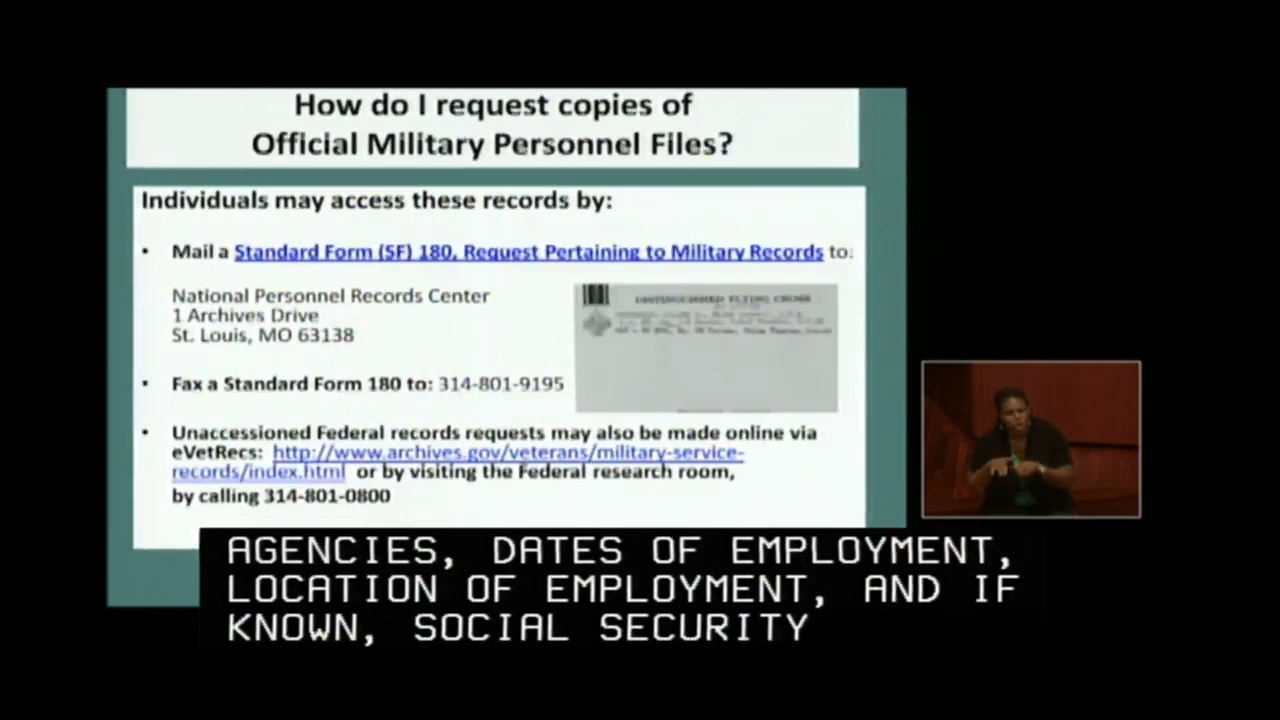 How do I request copies of
Official Military Personnel Files?
Individuals may access these records by:
• Mail a Standard Form (SF) 180, Request Pertaining to Military Records to:
National Personnel Records Center
1 Archives Drive
St. Louis, MO 63138
DISTINGUISHED FLYING CROSS
• Fax a Standard Form 180 to: 314-801-9195
• Unaccessioned Federal records requests may also be made online via
eVetRecs: http://www.archives.gov/veterans/military-service-
records/index.html or by visiting the Federal research room,
by calling 314-801-0800
AGENCIES, DATES OF EMPLOYMENT,
LOCATION OF EMPLOYMENT, AND IF
KNOWN, SOCIAL SECURITY